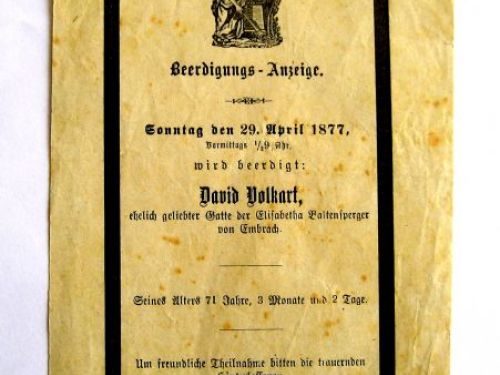 Beerdigungs-Anzeige.
Sonntag den 29. April 1877,
Vormittags ½9 Uhr,
wird beerdigt:
David Volkart,
ehelich geliebter Gatte der Elisabetha Baltensperger
von Embrach.
Seines Alters 71 Jahre, 3 Monate und 2 Tage.
Um freundliche Theilnahme bitten die trauernden